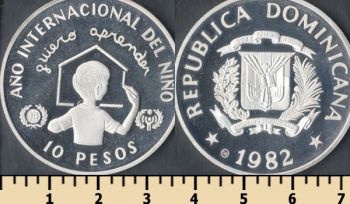 AÑO INTERNACIONAL DEL NIÑO
quiero aprender
10 PESOS
REPUBLICA DOMINICANA
1982
1 2 3 4 5 6 7